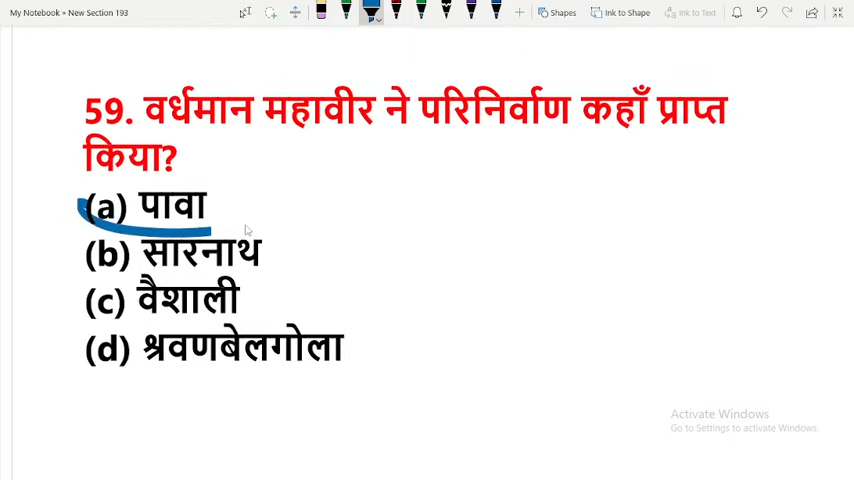 My Notebook » New Section 193
Shapes Ink to Shape Ink to Text
59. वर्धमान महावीर ने परिनिर्वाण कहाँ प्राप्त
किया?
(a) पावा
(b) सारनाथ
(c) वैशाली
(d) श्रवणबेलगोला
Activate Windows
Go to Settings to activate Windows.